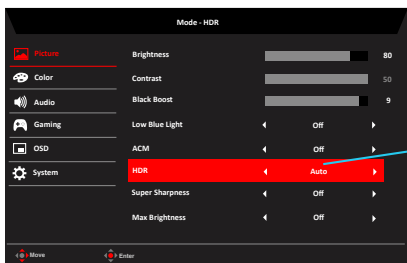 Mode - HDR
Picture
Color
Audio
Gaming
OSD
System
Brightness 80
Contrast 50
Black Boost 9
Low Blue Light Off
ACM Off
HDR Auto
Super Sharpness Off
Max Brightness Off
Move Enter